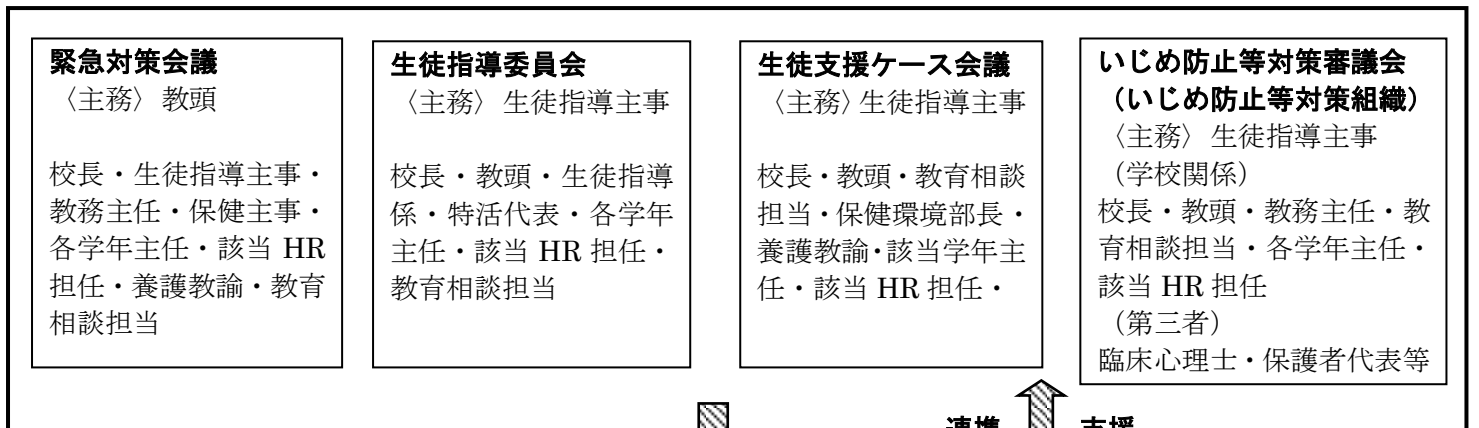 緊急対策会議
〈主務〉教頭
校長・生徒指導主事・
教務主任・保健主事・
各学年主任・該当 HR
担任・養護教諭・教育
相談担当
生徒指導委員会
〈主務〉生徒指導主事
校長・教頭・生徒指導
係・特活代表・各学年
主任・該当 HR 担任・
教育相談担当
生徒支援ケース会議
〈主務〉生徒指導主事
校長・教頭・教育相談
担当・保健環境部長・
養護教諭・該当学年主
任・該当 HR 担任・
いじめ防止等対策審議会
（いじめ防止等対策組織）
〈主務〉生徒指導主事
（学校関係）
校長・教頭・教務主任・教
育相談担当・各学年主任・
該当 HR 担任
（第三者）
臨床心理士・保護者代表等
連携 支援